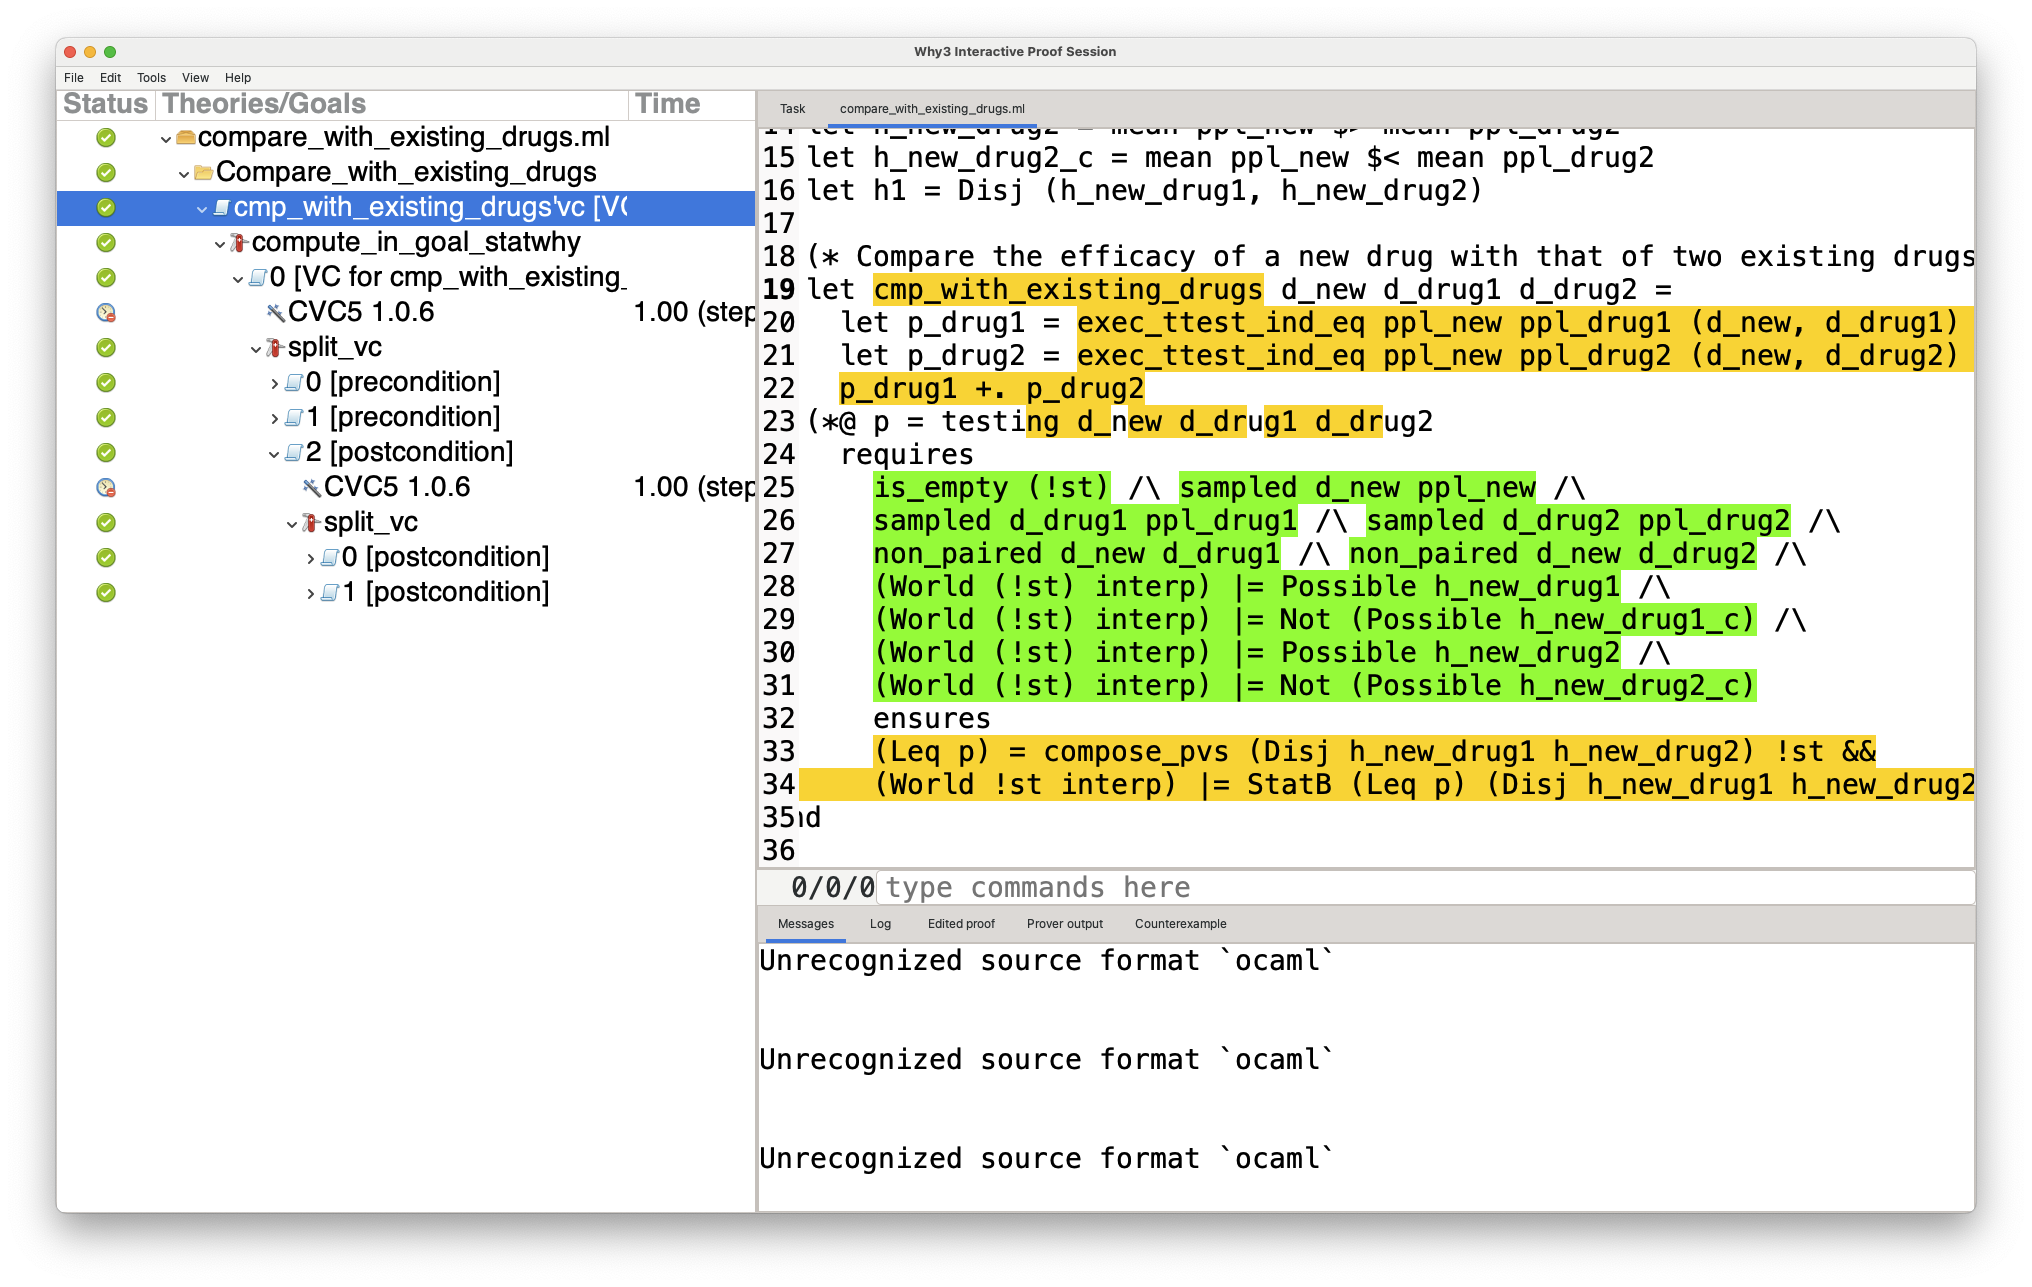 Why3 Interactive Proof Session
File Edit Tools View Help
Status Theories/Goals Time
compare_with_existing_drugs.ml
Compare_with_existing_drugs
cmp_with_existing_drugs'vc [VC
compute_in_goal_statwhy
0 [VC for cmp_with_existing_
CVC5 1.0.6 1.00 (step
split_vc
0 [precondition]
1 [precondition]
2 [postcondition]
CVC5 1.0.6 1.00 (step
split_vc
0 [postcondition]
1 [postcondition]
Task compare_with_existing_drugs.ml
14 let h_new_drug2 = mean ppl_new $> mean ppl_drug2
15 let h_new_drug2_c = mean ppl_new $< mean ppl_drug2
16 let h1 = Disj (h_new_drug1, h_new_drug2)
17
18 (* Compare the efficacy of a new drug with that of two existing drugs
19 let cmp_with_existing_drugs d_new d_drug1 d_drug2 =
20 let p_drug1 = exec_ttest_ind_eq ppl_new ppl_drug1 (d_new, d_drug1)
21 let p_drug2 = exec_ttest_ind_eq ppl_new ppl_drug2 (d_new, d_drug2)
22 p_drug1 +. p_drug2
23 (*@ p = testing d_new d_drug1 d_drug2
24 requires
25 is_empty (!st) /\ sampled d_new ppl_new /\
26 sampled d_drug1 ppl_drug1 /\ sampled d_drug2 ppl_drug2 /\
27 non_paired d_new d_drug1 /\ non_paired d_new d_drug2 /\
28 (World (!st) interp) |= Possible h_new_drug1 /\
29 (World (!st) interp) |= Not (Possible h_new_drug1_c) /\
30 (World (!st) interp) |= Possible h_new_drug2 /\
31 (World (!st) interp) |= Not (Possible h_new_drug2_c)
32 ensures
33 (Leq p) = compose_pvs (Disj h_new_drug1 h_new_drug2) !st &&
34 (World !st interp) |= StatB (Leq p) (Disj h_new_drug1 h_new_drug2
35 nd
36
0/0/0 type commands here
Messages Log Edited proof Prover output Counterexample
Unrecognized source format `ocaml`
Unrecognized source format `ocaml`
Unrecognized source format `ocaml`